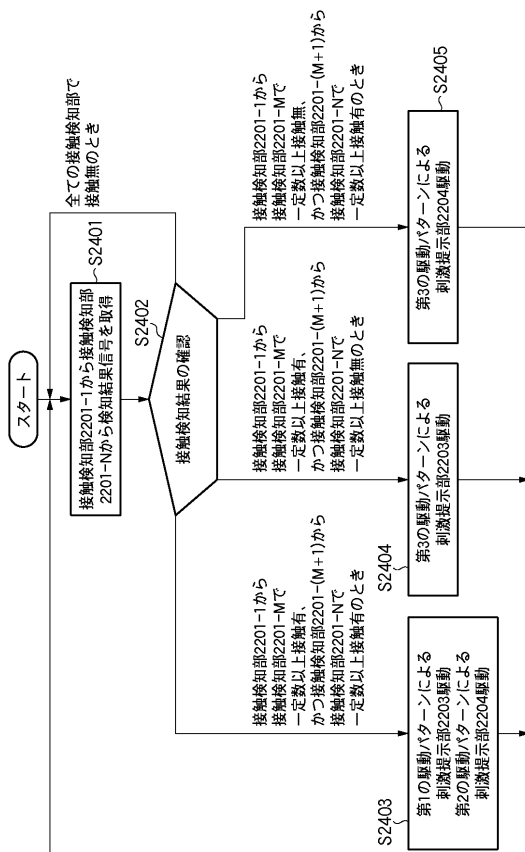 スタート
全ての接触検知部で
接触無のとき
S2401
接触検知部2201-1から接触検知部
2201-Nから検知結果信号を取得
S2402
接触検知結果の確認
接触検知部2201-1から
接触検知部2201-Mで
一定数以上接触有、
かつ接触検知部2201-(M+1)から
接触検知部2201-Nで
一定数以上接触有のとき
接触検知部2201-1から
接触検知部2201-Mで
一定数以上接触有、
かつ接触検知部2201-(M+1)から
接触検知部2201-Nで
一定数以上接触無のとき
接触検知部2201-1から
接触検知部2201-Mで
一定数以上接触無、
かつ接触検知部2201-(M+1)から
接触検知部2201-Nで
一定数以上接触有のとき
S2403
第1の駆動パターンによる
刺激提示部2203駆動
第2の駆動パターンによる
刺激提示部2204駆動
S2404
第3の駆動パターンによる
刺激提示部2203駆動
S2405
第3の駆動パターンによる
刺激提示部2204駆動